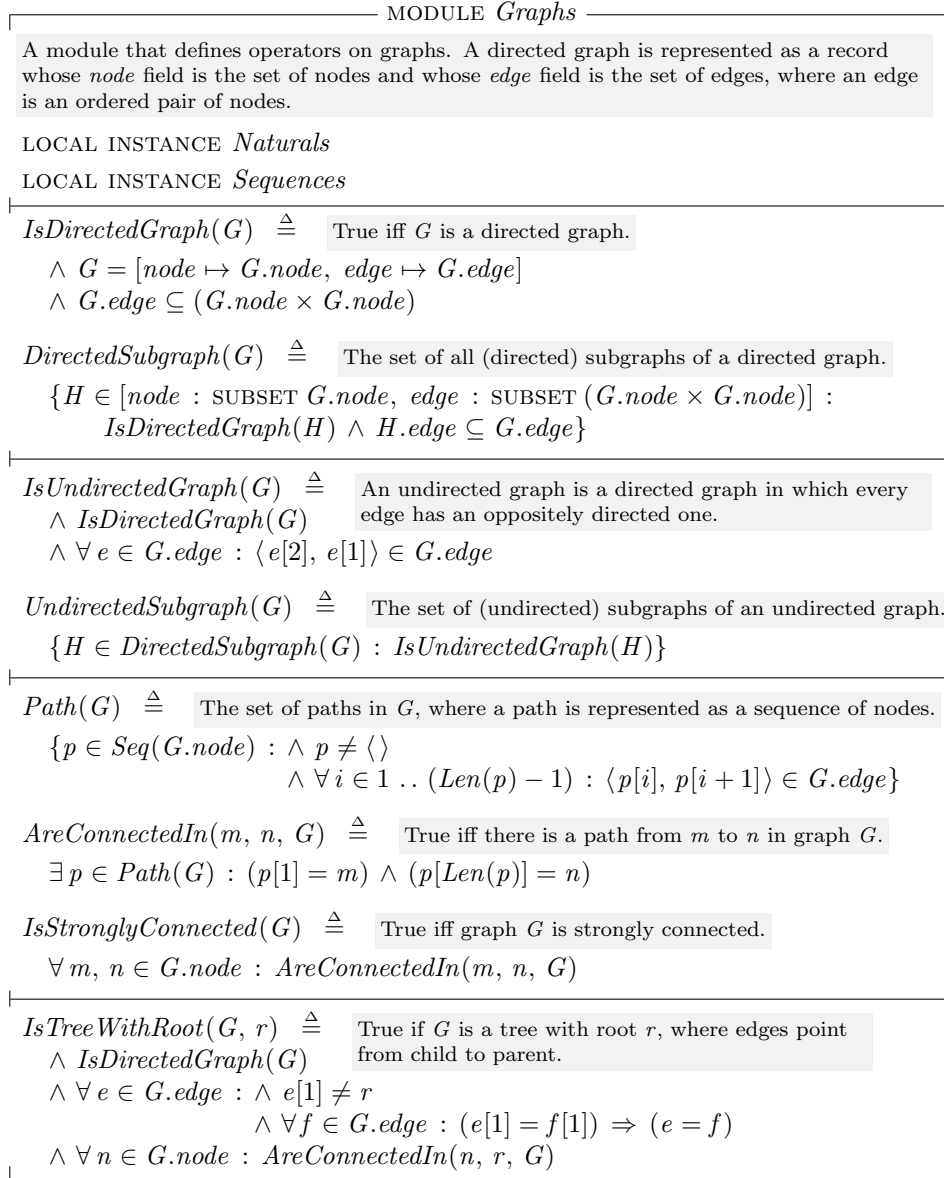 MODULE Graphs
A module that defines operators on graphs. A directed graph is represented as a record
whose node field is the set of nodes and whose edge field is the set of edges, where an edge
is an ordered pair of nodes.
LOCAL INSTANCE Naturals
LOCAL INSTANCE Sequences
IsDirectedGraph(G) ≜ True iff G is a directed graph.
∧ G = [node ↦ G.node, edge ↦ G.edge]
∧ G.edge ⊆ (G.node × G.node)
DirectedSubgraph(G) ≜ The set of all (directed) subgraphs of a directed graph.
{H ∈ [node : SUBSET G.node, edge : SUBSET (G.node × G.node)] :
IsDirectedGraph(H) ∧ H.edge ⊆ G.edge}
IsUndirectedGraph(G) ≜ An undirected graph is a directed graph in which every
edge has an oppositely directed one.
∧ IsDirectedGraph(G)
∧ ∀ e ∈ G.edge : ⟨e[2], e[1]⟩ ∈ G.edge
UndirectedSubgraph(G) ≜ The set of (undirected) subgraphs of an undirected graph.
{H ∈ DirectedSubgraph(G) : IsUndirectedGraph(H)}
Path(G) ≜ The set of paths in G, where a path is represented as a sequence of nodes.
{p ∈ Seq(G.node) : ∧ p ≠ ⟨ ⟩
∧ ∀ i ∈ 1 .. (Len(p) − 1) : ⟨p[i], p[i + 1]⟩ ∈ G.edge}
AreConnectedIn(m, n, G) ≜ True iff there is a path from m to n in graph G.
∃ p ∈ Path(G) : (p[1] = m) ∧ (p[Len(p)] = n)
IsStronglyConnected(G) ≜ True iff graph G is strongly connected.
∀ m, n ∈ G.node : AreConnectedIn(m, n, G)
IsTreeWithRoot(G, r) ≜ True if G is a tree with root r, where edges point
from child to parent.
∧ IsDirectedGraph(G)
∧ ∀ e ∈ G.edge : ∧ e[1] ≠ r
∧ ∀ f ∈ G.edge : (e[1] = f[1]) ⇒ (e = f)
∧ ∀ n ∈ G.node : AreConnectedIn(n, r, G)